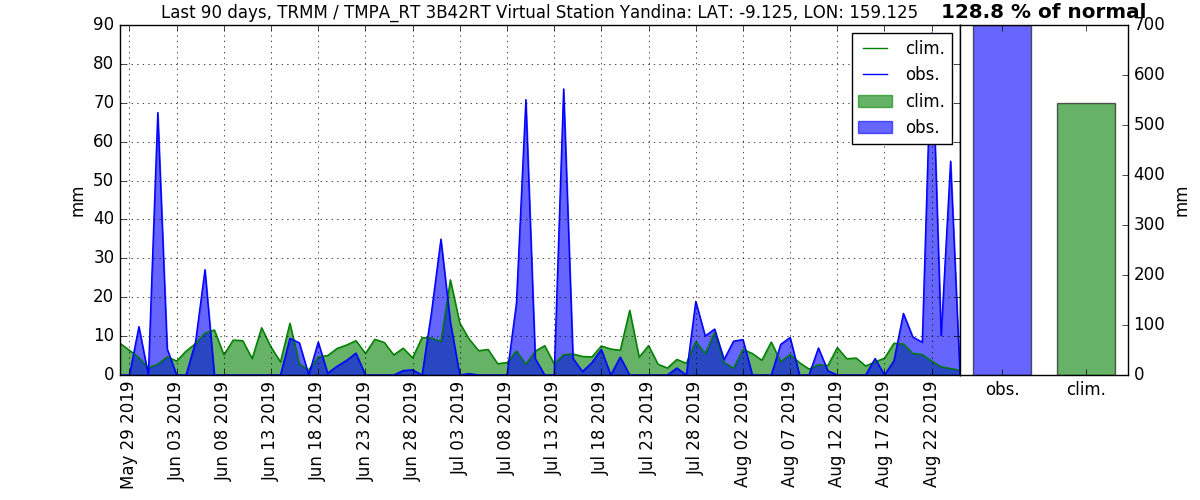 Last 90 days, TRMM / TMPA_RT 3B42RT Virtual Station Yandina: LAT: -9.125, LON: 159.125
128.8 % of normal
90
80
70
60
50
40
30
20
10
0
mm
clim.
obs.
clim.
obs.
700
600
500
400
300
200
100
0
mm
May 29 2019
Jun 03 2019
Jun 08 2019
Jun 13 2019
Jun 18 2019
Jun 23 2019
Jun 28 2019
Jul 03 2019
Jul 08 2019
Jul 13 2019
Jul 18 2019
Jul 23 2019
Jul 28 2019
Aug 02 2019
Aug 07 2019
Aug 12 2019
Aug 17 2019
Aug 22 2019
obs.
clim.